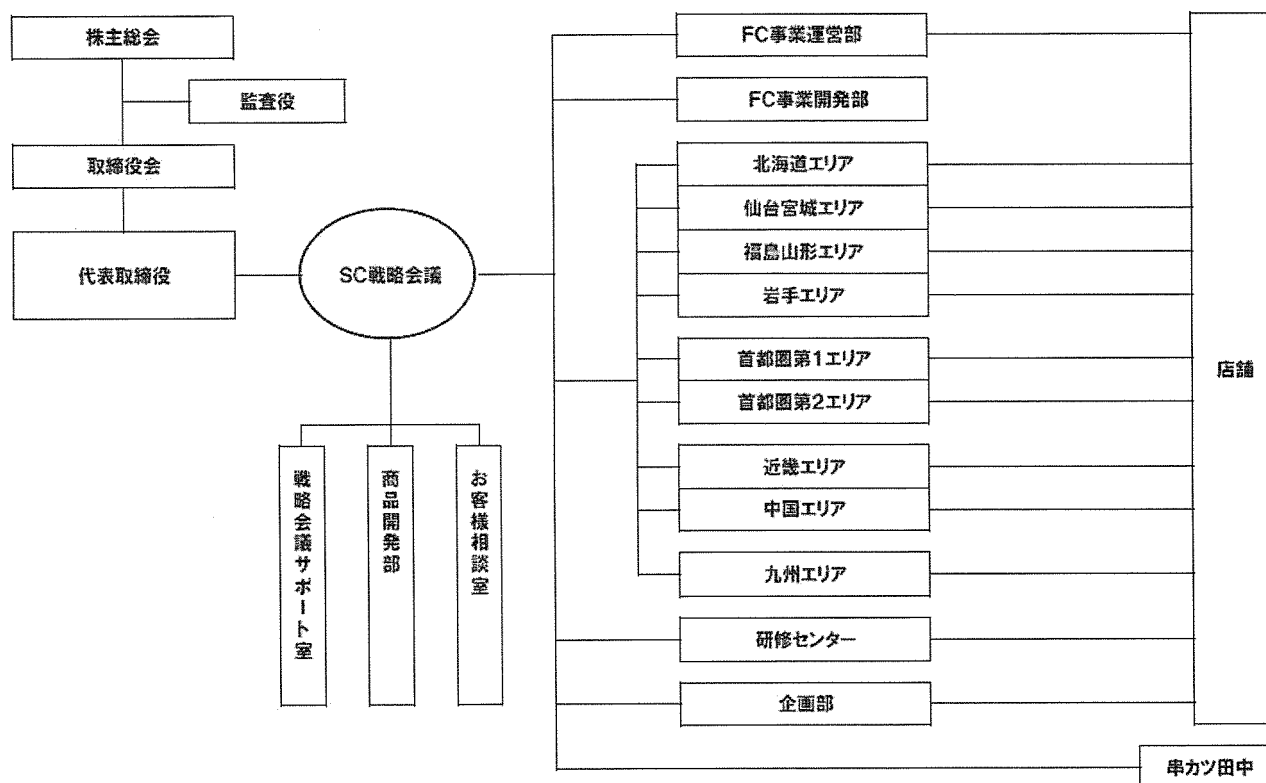 株主総会
監査役
取締役会
代表取締役
SC戦略会議
戦略会議サポート室
商品開発部
お客様相談室
FC事業運営部
FC事業開発部
北海道エリア
仙台宮城エリア
福島山形エリア
岩手エリア
首都圏第1エリア
首都圏第2エリア
近畿エリア
中国エリア
九州エリア
研修センター
企画部
店舗
串カツ田中